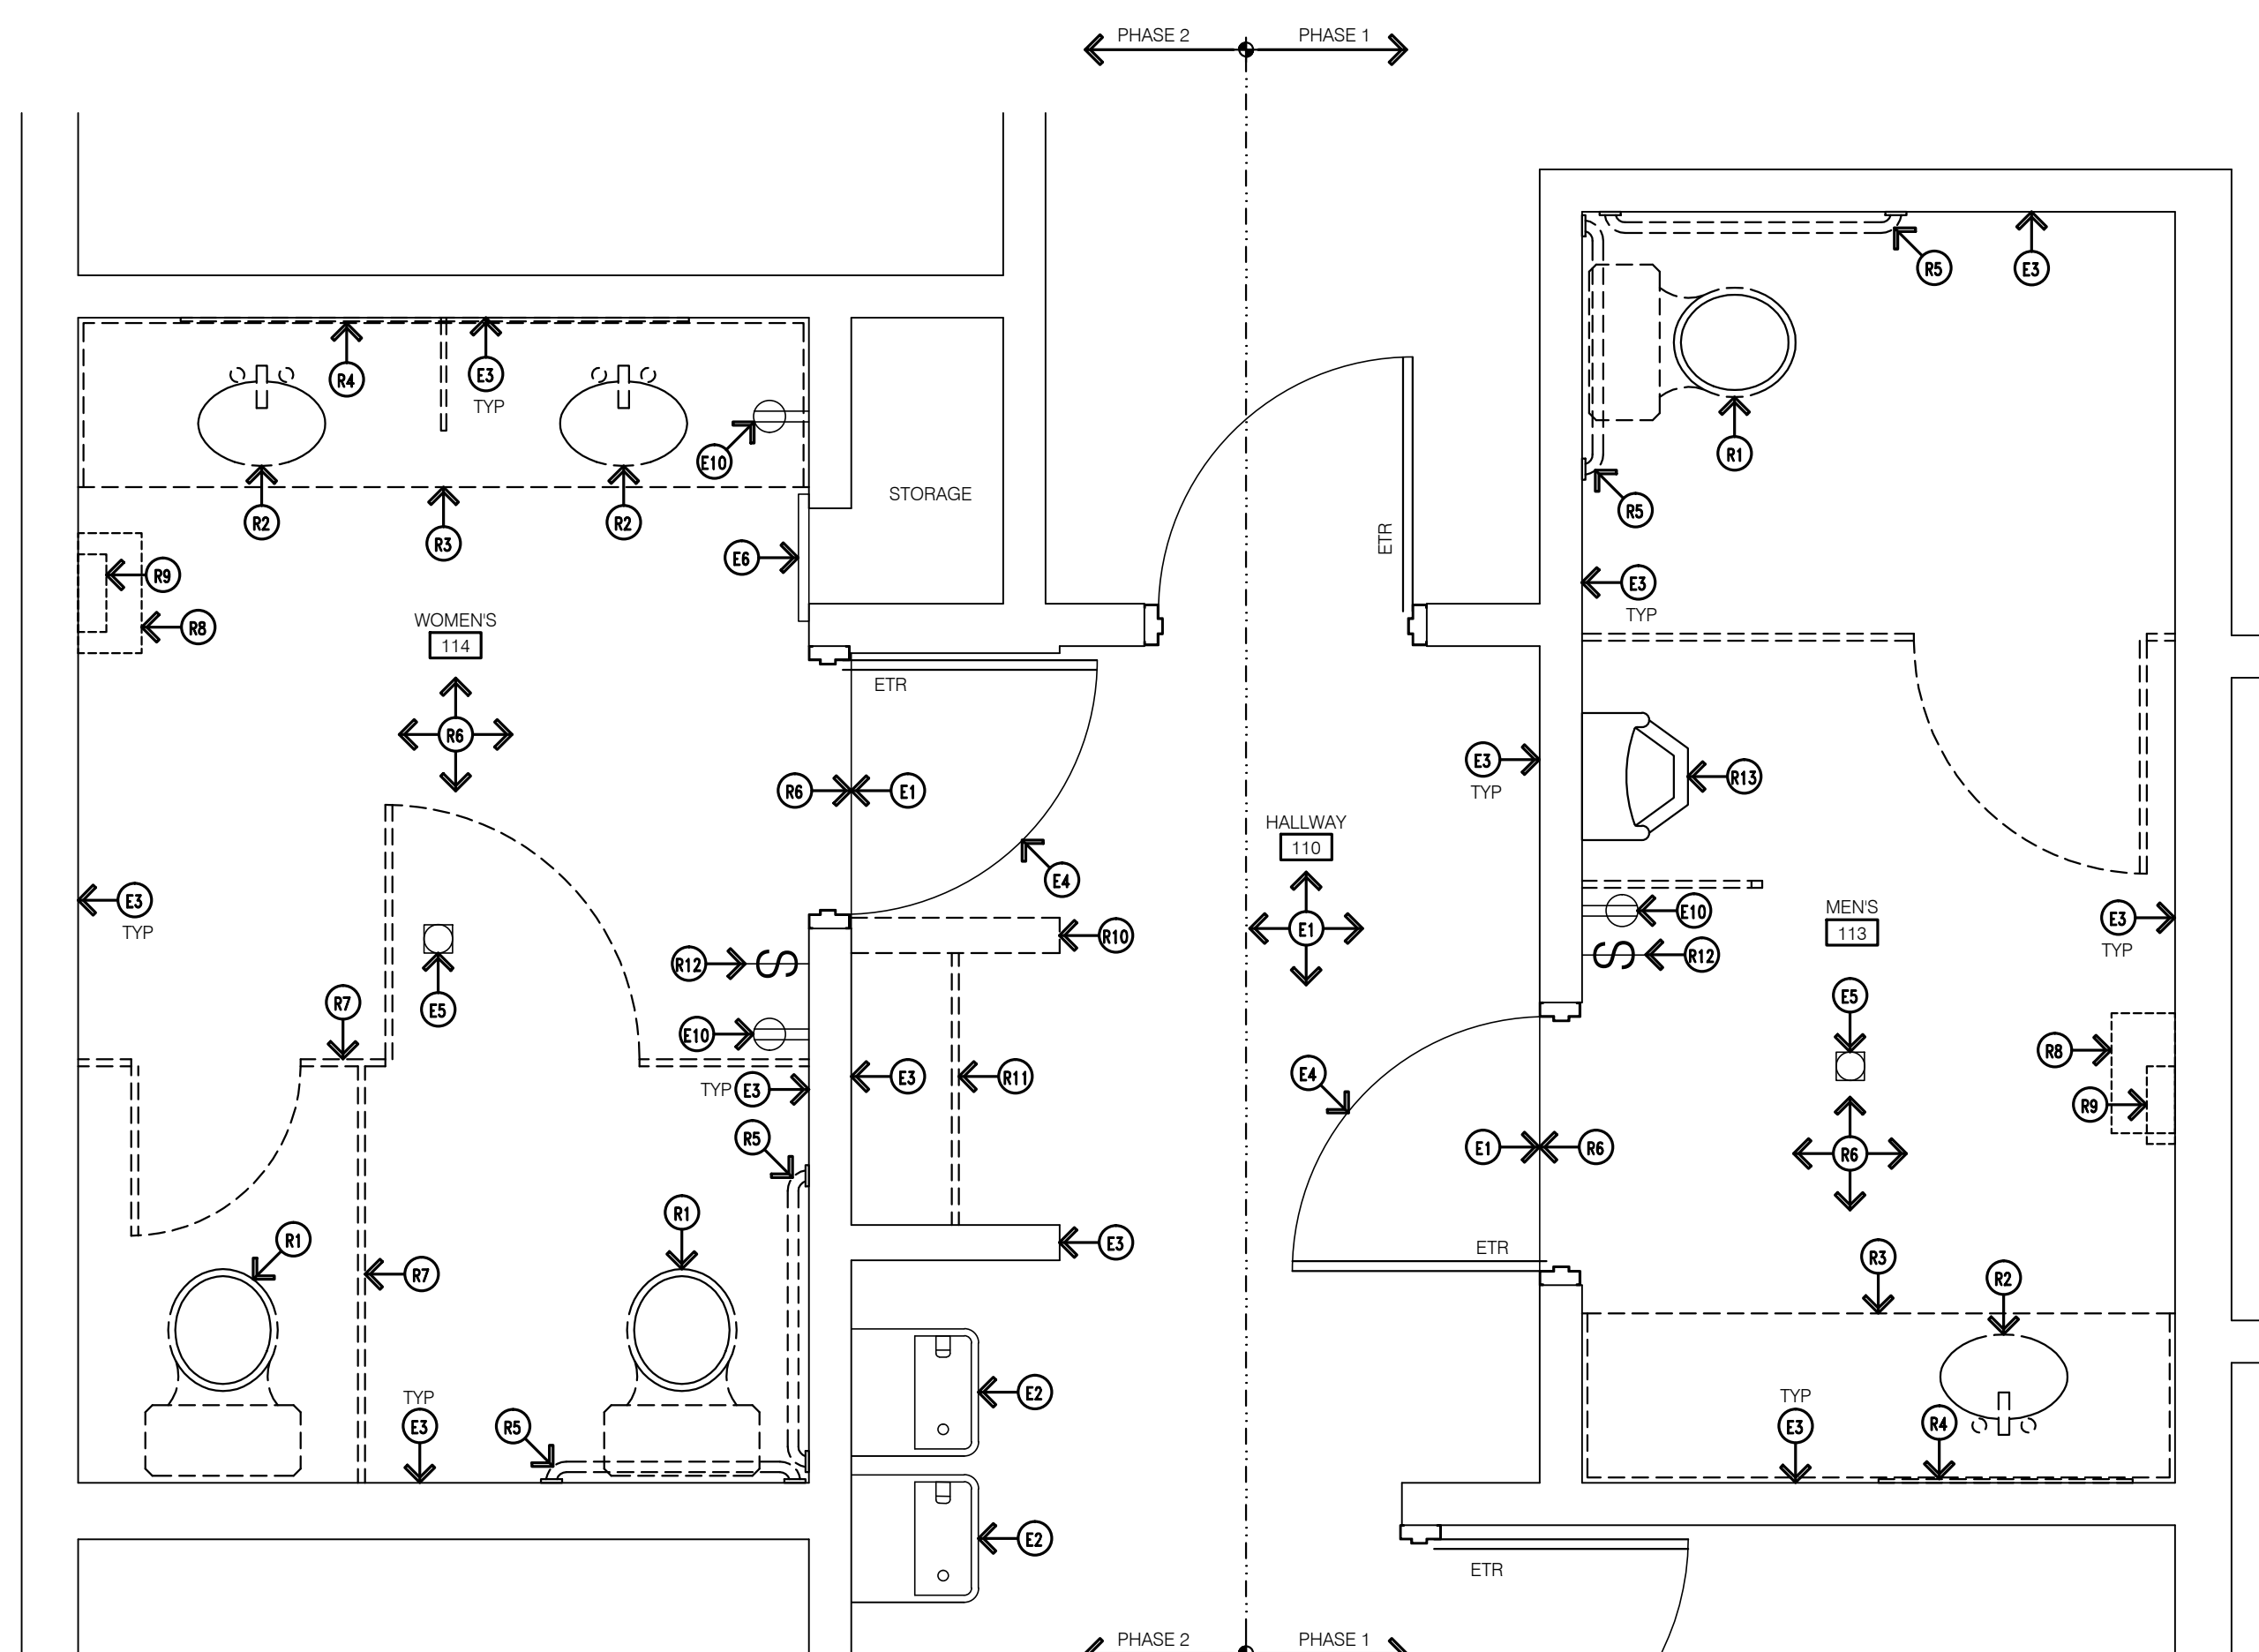 PHASE 2 PHASE 1
R5 E3
R4 E3
TYP
R1
E10
STORAGE
R5
R2 R2
R3
ETR
E6
R9
E3
TYP
WOMEN'S
114
R8
ETR
R6
E3
TYP
R13
R6 E1
HALLWAY
110
E4
E3
TYP
E10
MEN'S
113
E3
TYP
E1
R10
R12
R12
R7
E5
E5
E10
R8
E3
R11
E4
TYP E3
R9
R5
E1 R6
R6
R1
R1
E3
ETR
R3
R7
R2
E2
TYP
E3
R5
TYP
E3
R4
E2
ETR
PHASE 2 PHASE 1